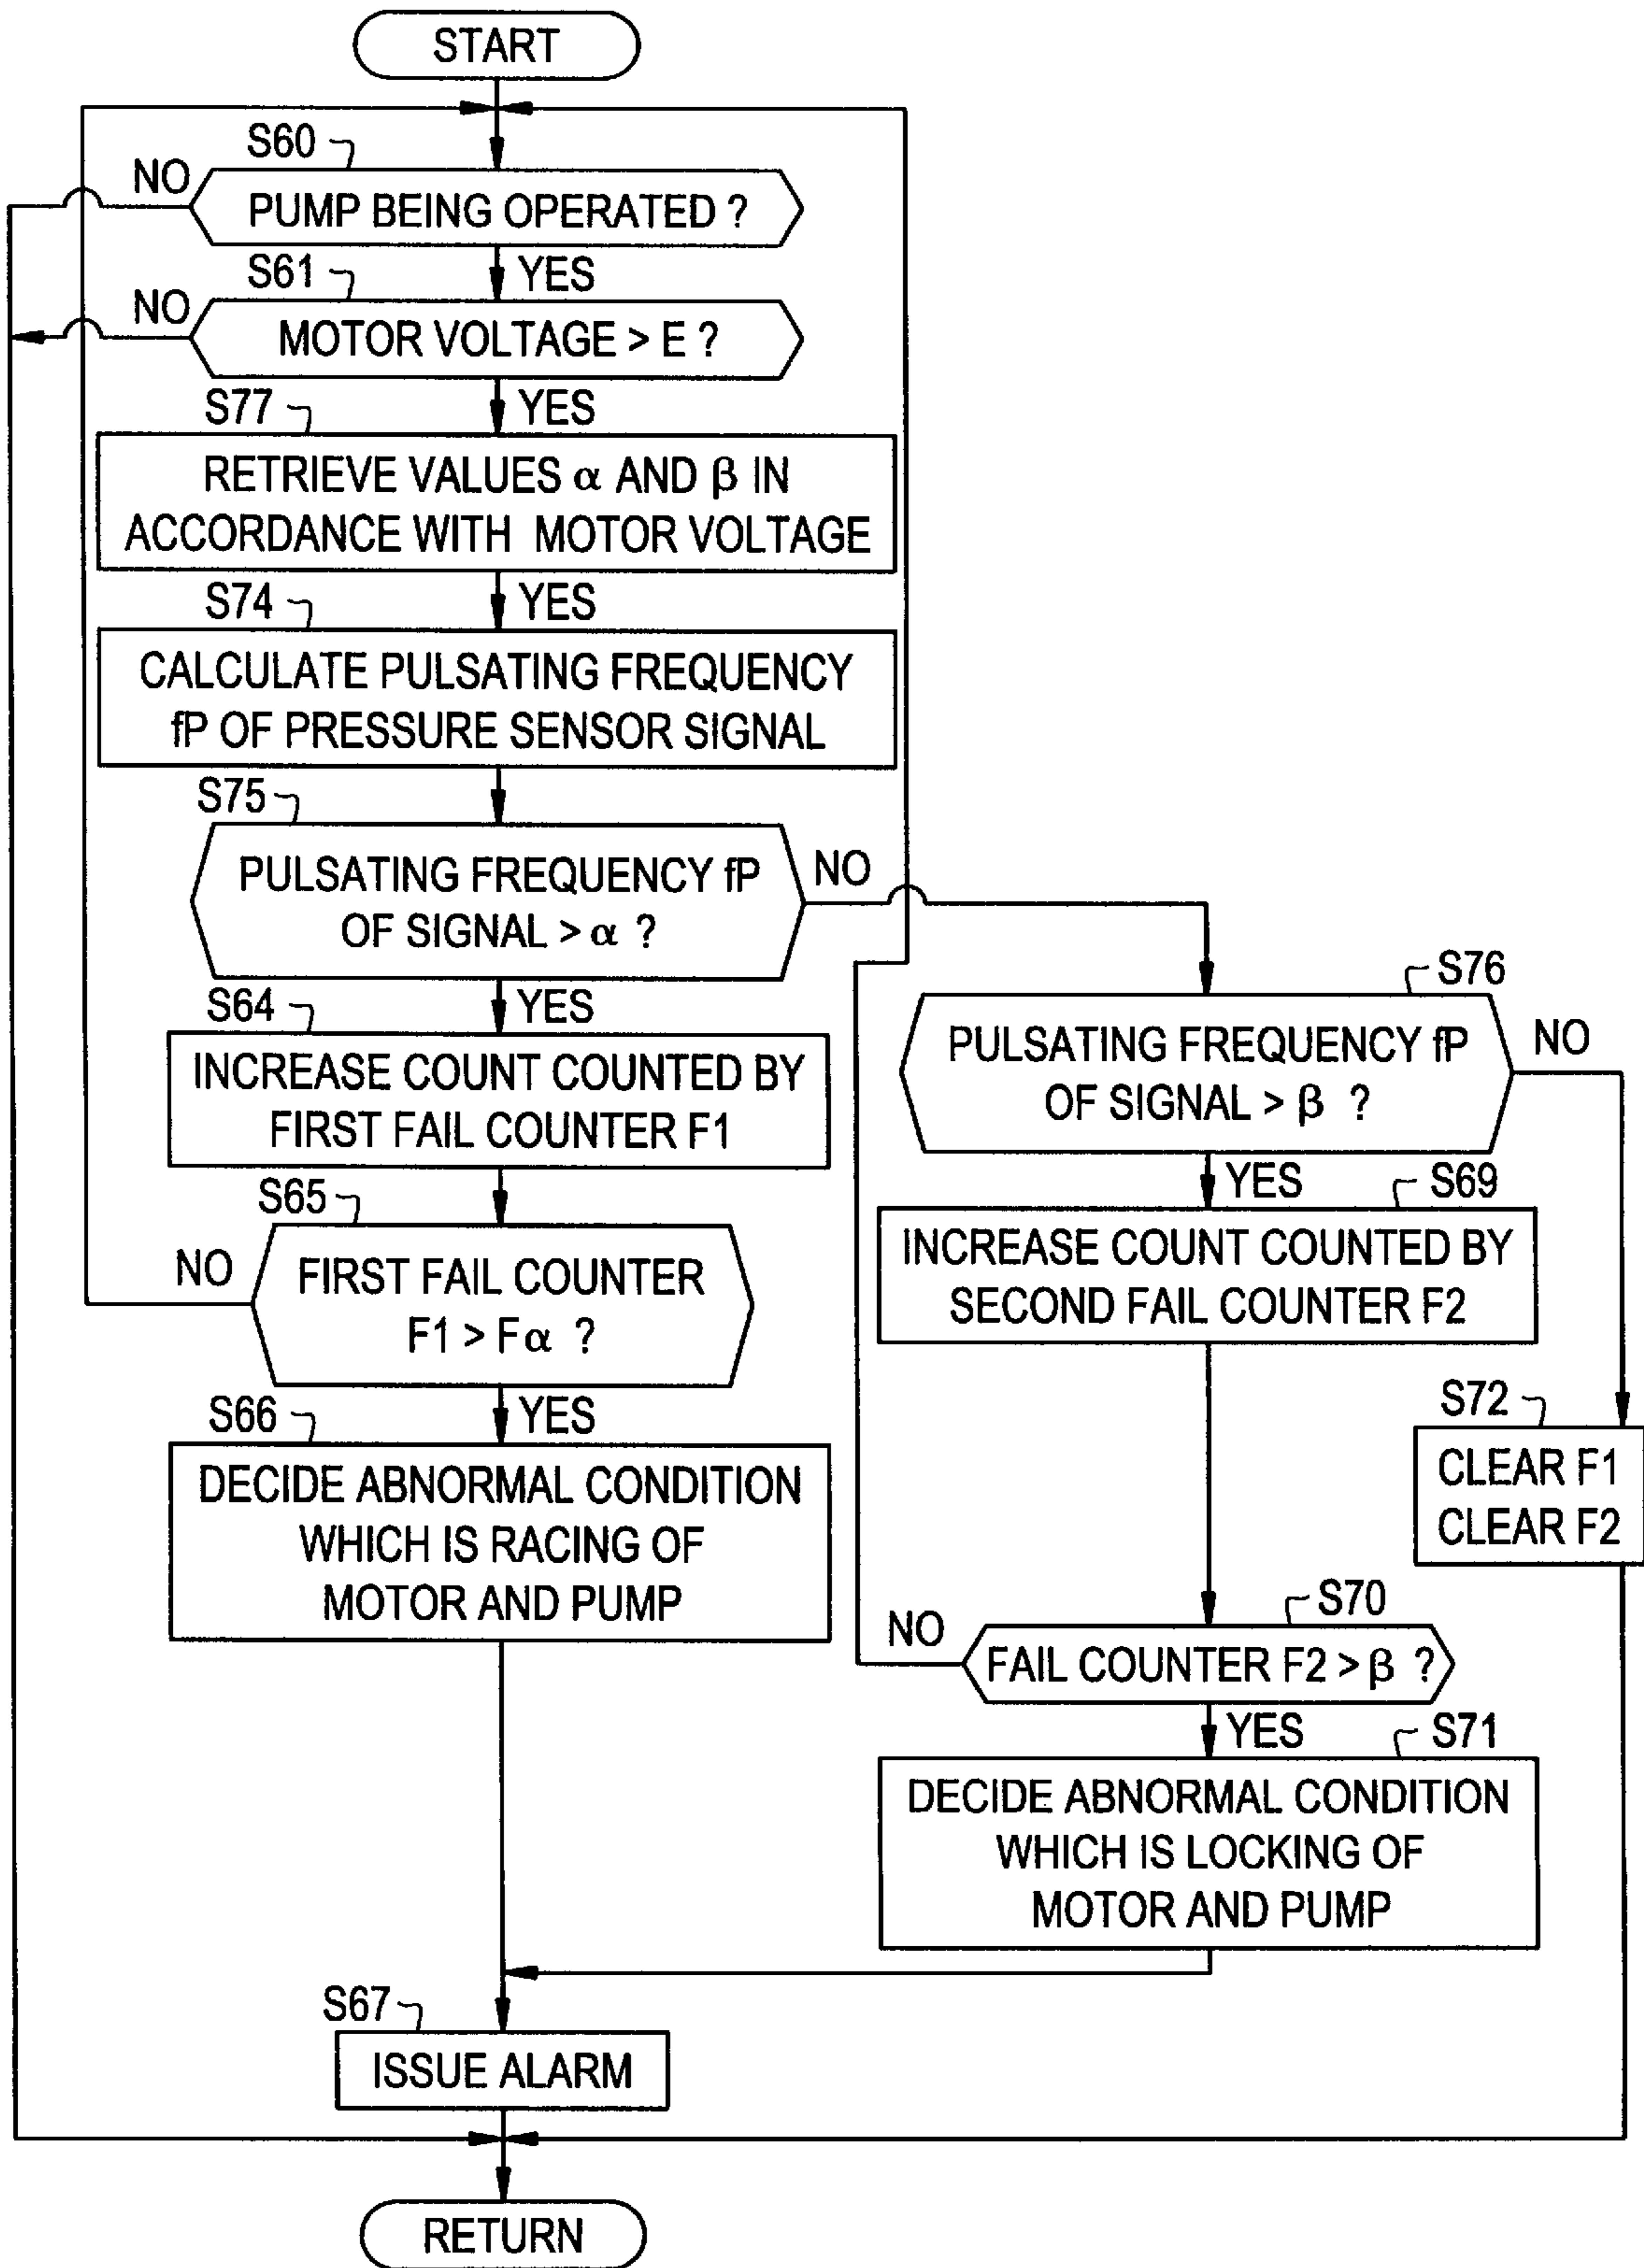 START
S60
NO
PUMP BEING OPERATED ?
YES
S61
NO
MOTOR VOLTAGE > E ?
YES
S77
RETRIEVE VALUES α AND β IN
ACCORDANCE WITH MOTOR VOLTAGE
YES
S74
CALCULATE PULSATING FREQUENCY
fP OF PRESSURE SENSOR SIGNAL
S75
PULSATING FREQUENCY fP
OF SIGNAL > α ?
NO
YES
S64
INCREASE COUNT COUNTED BY
FIRST FAIL COUNTER F1
S65
NO
FIRST FAIL COUNTER
F1 > Fα ?
YES
S66
DECIDE ABNORMAL CONDITION
WHICH IS RACING OF
MOTOR AND PUMP
S76
PULSATING FREQUENCY fP
OF SIGNAL > β ?
NO
YES
S69
INCREASE COUNT COUNTED BY
SECOND FAIL COUNTER F2
S72
CLEAR F1
CLEAR F2
S70
NO
FAIL COUNTER F2 > β ?
YES
S71
DECIDE ABNORMAL CONDITION
WHICH IS LOCKING OF
MOTOR AND PUMP
S67
ISSUE ALARM
RETURN